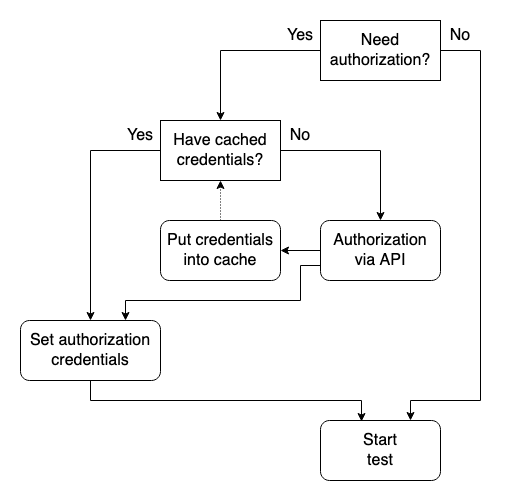 Yes
Need
authorization?
No
Yes
Have cached
credentials?
No
Put credentials
into cache
Authorization
via API
Set authorization
credentials
Start
test